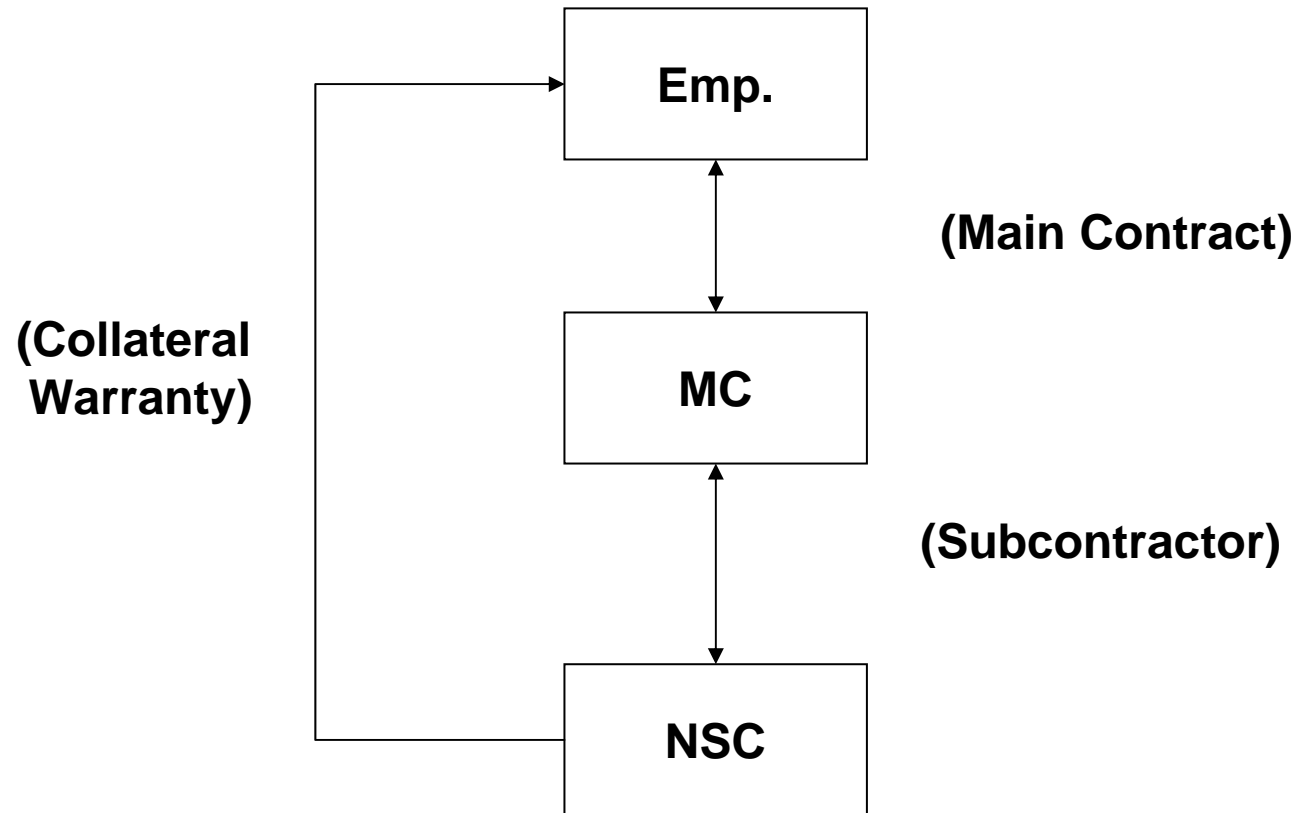 Emp.
(Main Contract)
(Collateral
Warranty)
MC
(Subcontractor)
NSC